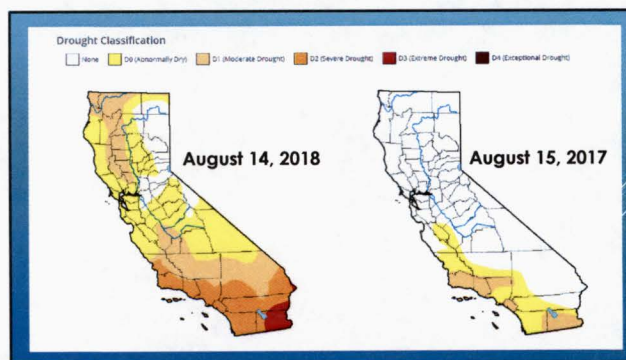 Drought Classification
None D0 (Abnormally Dry) D1 (Moderate Drought) D2 (Severe Drought) D3 (Extreme Drought) D4 (Exceptional Drought)
August 14, 2018
August 15, 2017